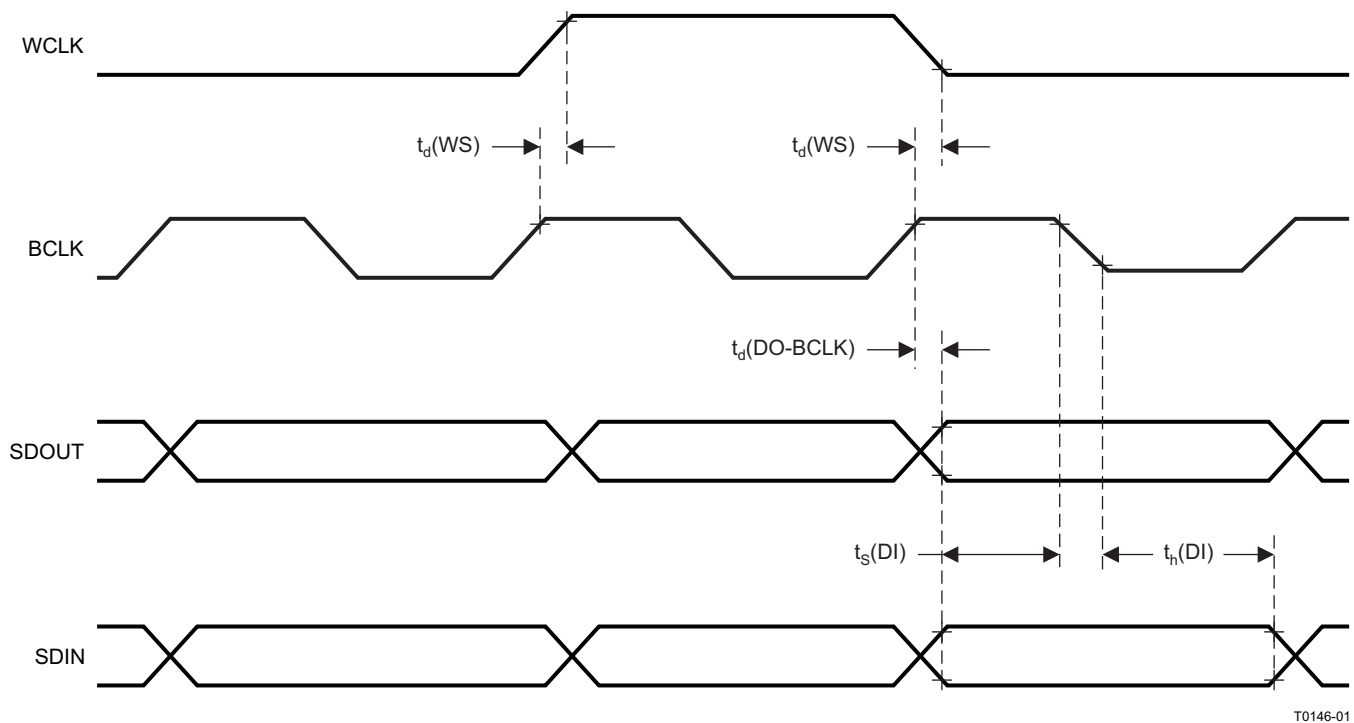 WCLK
t_d(WS) t_d(WS)
BCLK
t_d(DO-BCLK)
SDOUT
t_S(DI) t_h(DI)
SDIN
T0146-01